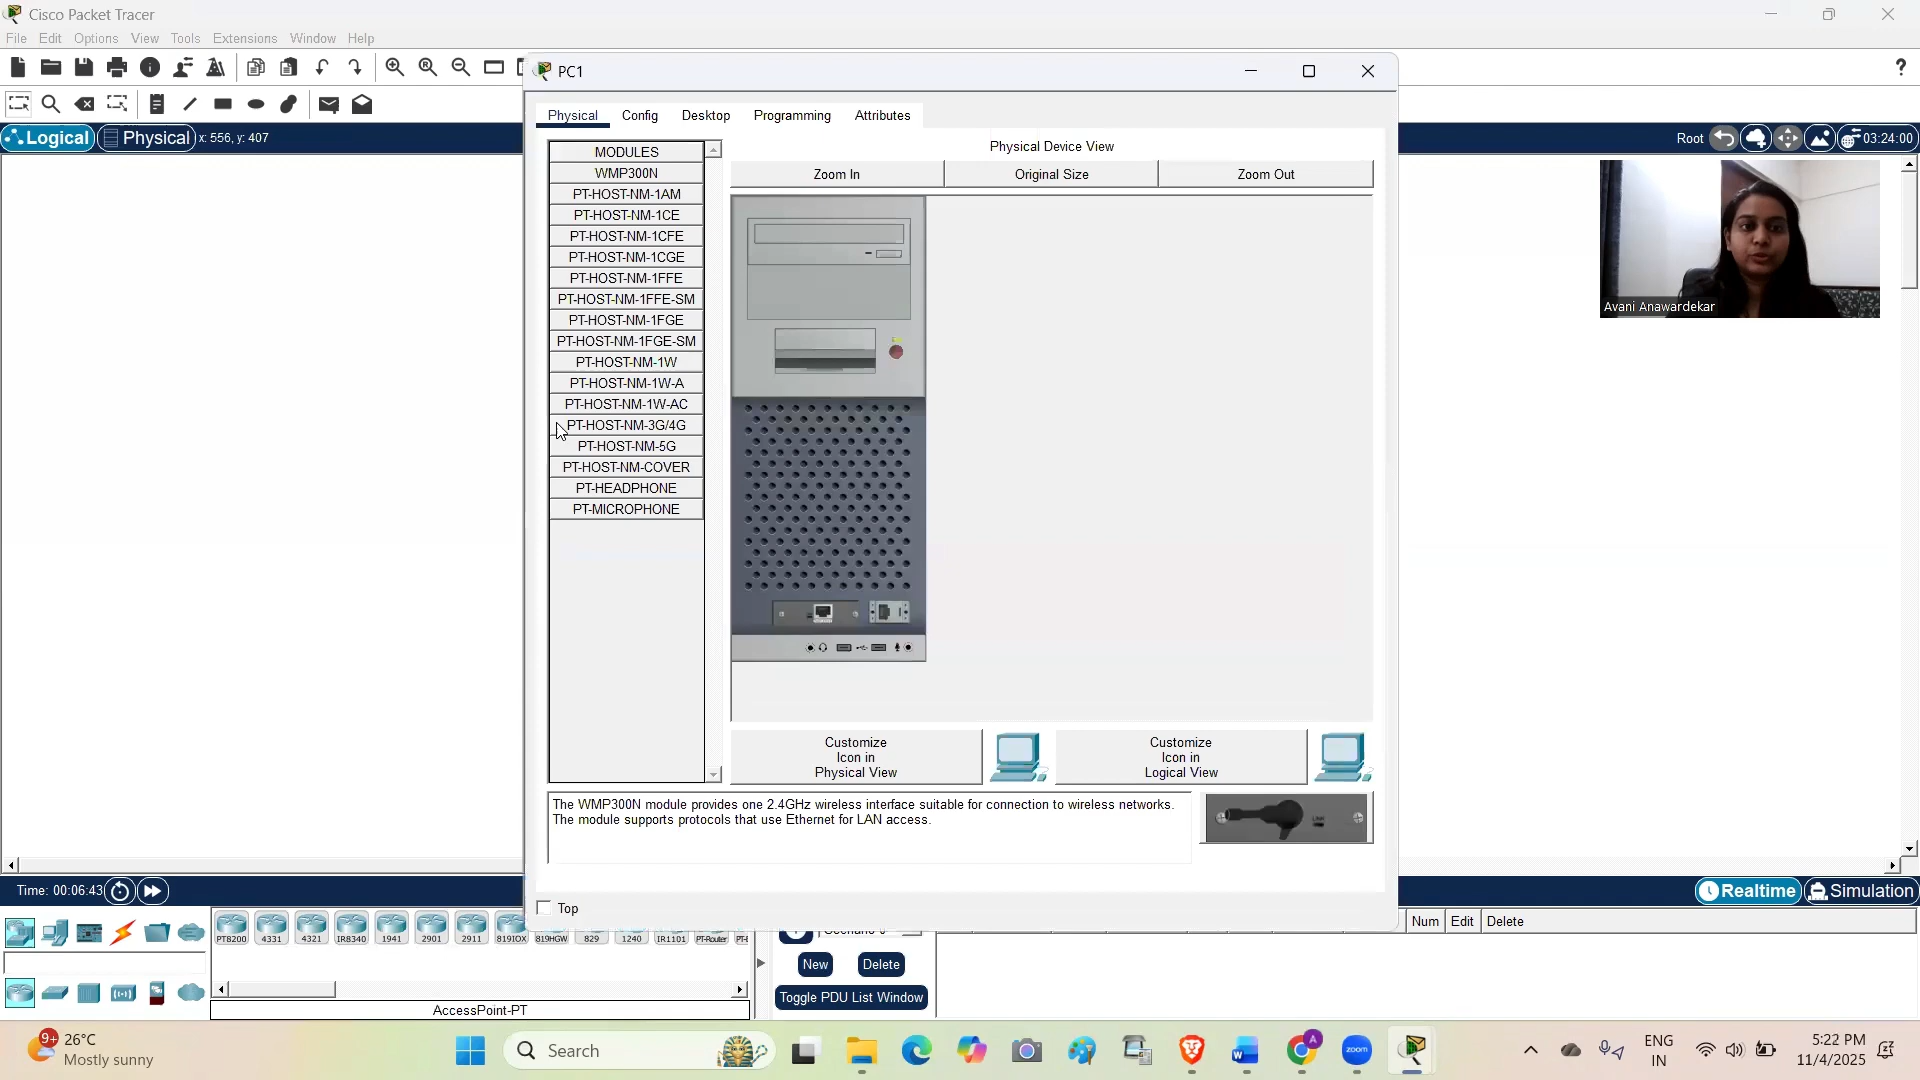 Cisco Packet Tracer
File Edit Options View Tools Extensions Window Help
?
PC1
Physical Config Desktop Programming Attributes
Logical Physical x: 556, y: 407
Root 03:24:00
MODULES
WMP300N
PT-HOST-NM-1AM
PT-HOST-NM-1CE
PT-HOST-NM-1CFE
PT-HOST-NM-1CGE
PT-HOST-NM-1FFE
PT-HOST-NM-1FFE-SM
PT-HOST-NM-1FGE
PT-HOST-NM-1FGE-SM
PT-HOST-NM-1W
PT-HOST-NM-1W-A
PT-HOST-NM-1W-AC
PT-HOST-NM-3G/4G
PT-HOST-NM-5G
PT-HOST-NM-COVER
PT-HEADPHONE
PT-MICROPHONE
Physical Device View
Zoom In Original Size Zoom Out
Avani Anawardekar
Customize
Icon in
Physical View
Customize
Icon in
Logical View
The WMP300N module provides one 2.4GHz wireless interface suitable for connection to wireless networks.
The module supports protocols that use Ethernet for LAN access.
Top
Time: 00:06:43
Realtime Simulation
PT8200 4331 4321 IR8340 1941 2901 2911 819IOX 819HGW 829 1240 IR1101 PT-Router
Num Edit Delete
New Delete
Toggle PDU List Window
AccessPoint-PT
9+ 26°C
Mostly sunny
Search
A
zoom
ENG
IN
5:22 PM
11/4/2025